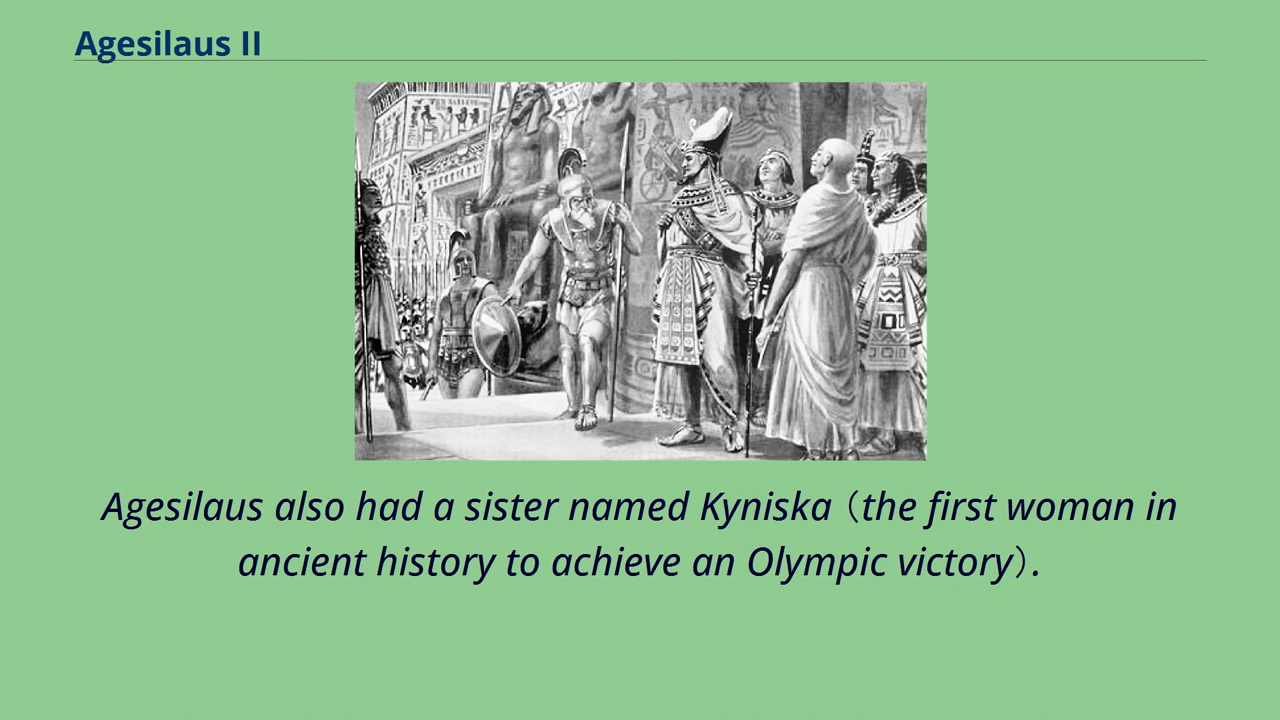 Agesilaus II
Agesilaus also had a sister named Kyniska（the first woman in
ancient history to achieve an Olympic victory）.